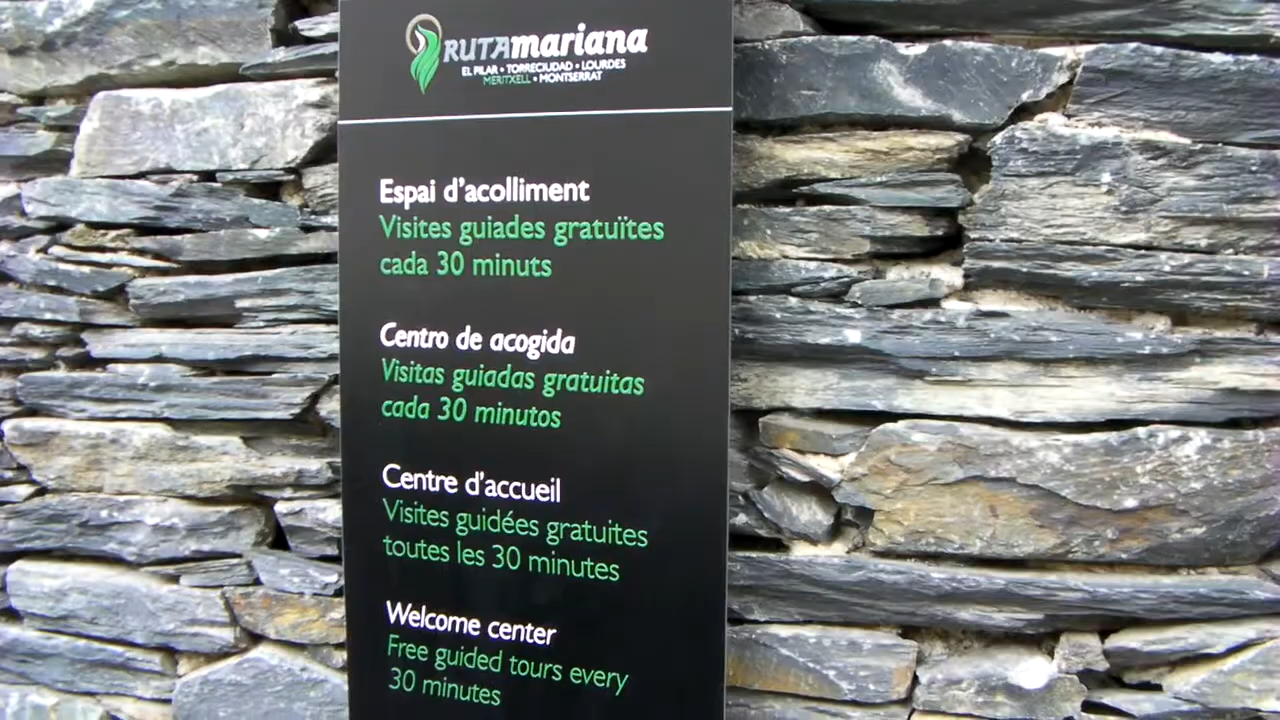 RUTAmariana
EL PILAR • TORRECIUDAD • LOURDES
MERITXELL • MONTSERRAT
Espai d'acolliment
Visites guiades gratuïtes
cada 30 minuts
Centro de acogida
Visitas guiadas gratuitas
cada 30 minutos
Centre d'accueil
Visites guidées gratuites
toutes les 30 minutes
Welcome center
Free guided tours every
30 minutes